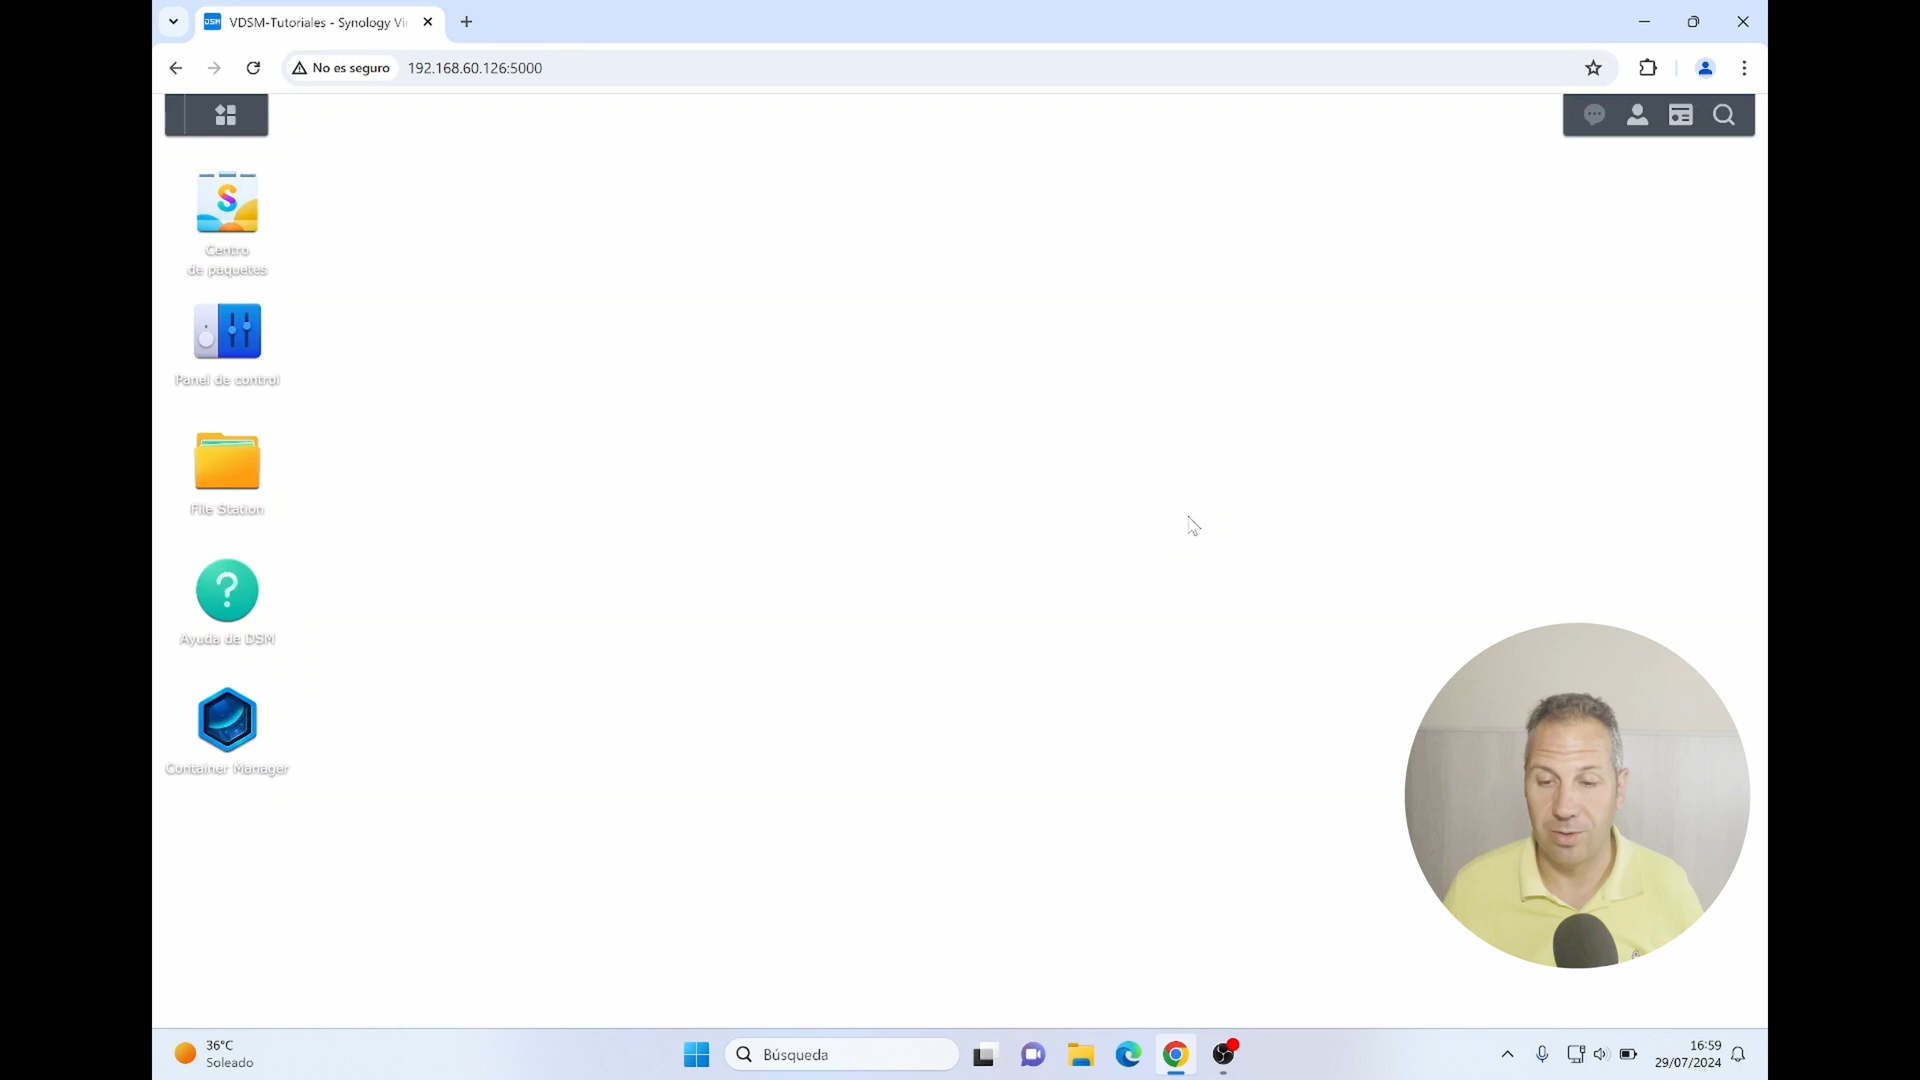 VDSM-Tutoriales - Synology Vir
No es seguro
192.168.60.126:5000
Centro
de paquetes
Panel de control
File Station
Ayuda de DSM
Container Manager
36°C
Soleado
Búsqueda
16:59
29/07/2024